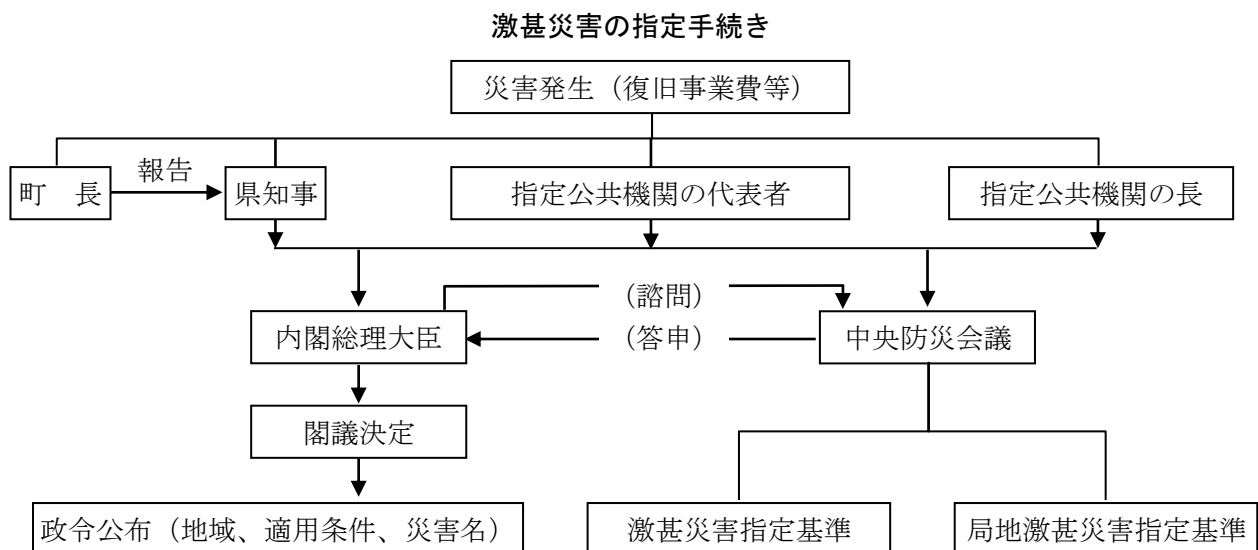 激甚災害の指定手続き
災害発生（復旧事業費等）
町　長
報告
県知事
指定公共機関の代表者
指定公共機関の長
（諮問）
内閣総理大臣
（答申）
中央防災会議
閣議決定
政令公布（地域、適用条件、災害名）
激甚災害指定基準
局地激甚災害指定基準